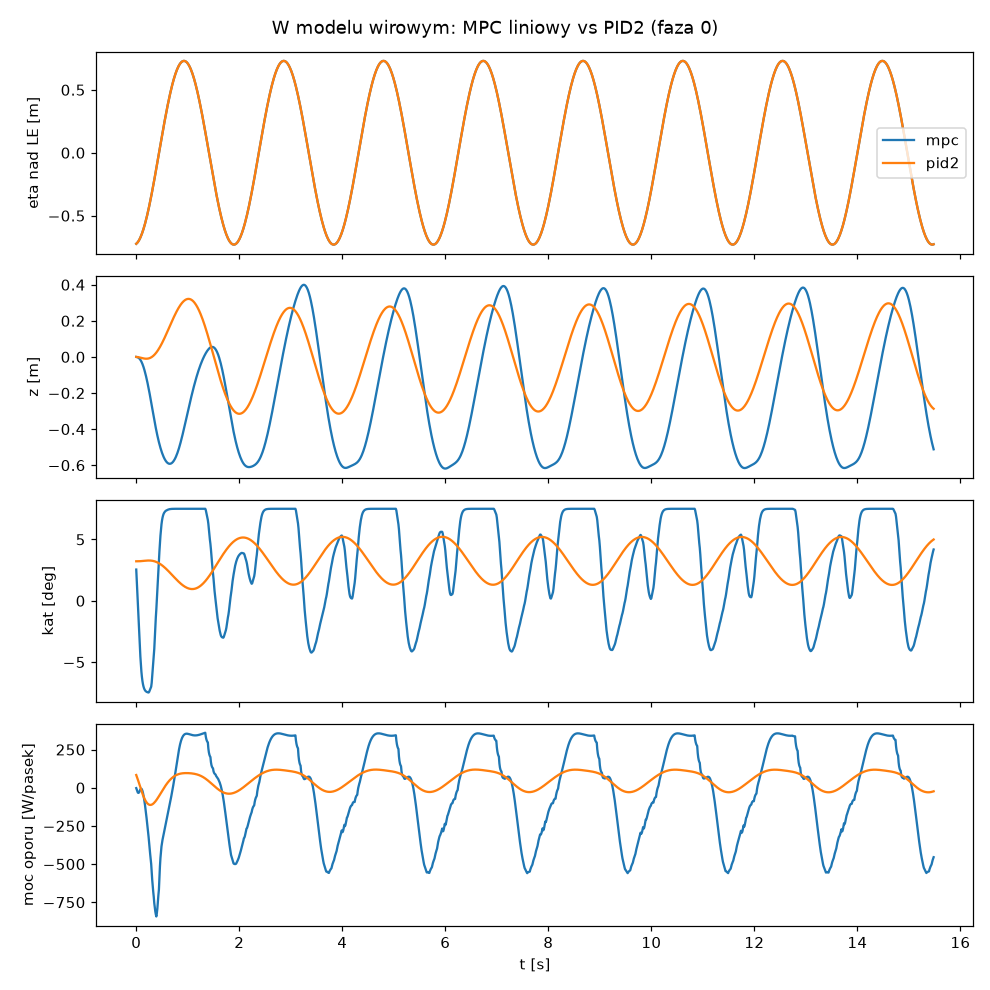 W modelu wirowym: MPC liniowy vs PID2 (faza 0)
eta nad LE [m]
0.5
0.0
−0.5
mpc
pid2
z [m]
0.4
0.2
0.0
−0.2
−0.4
−0.6
kat [deg]
5
0
−5
moc oporu [W/pasek]
250
0
−250
−500
−750
0 2 4 6 8 10 12 14 16
t [s]